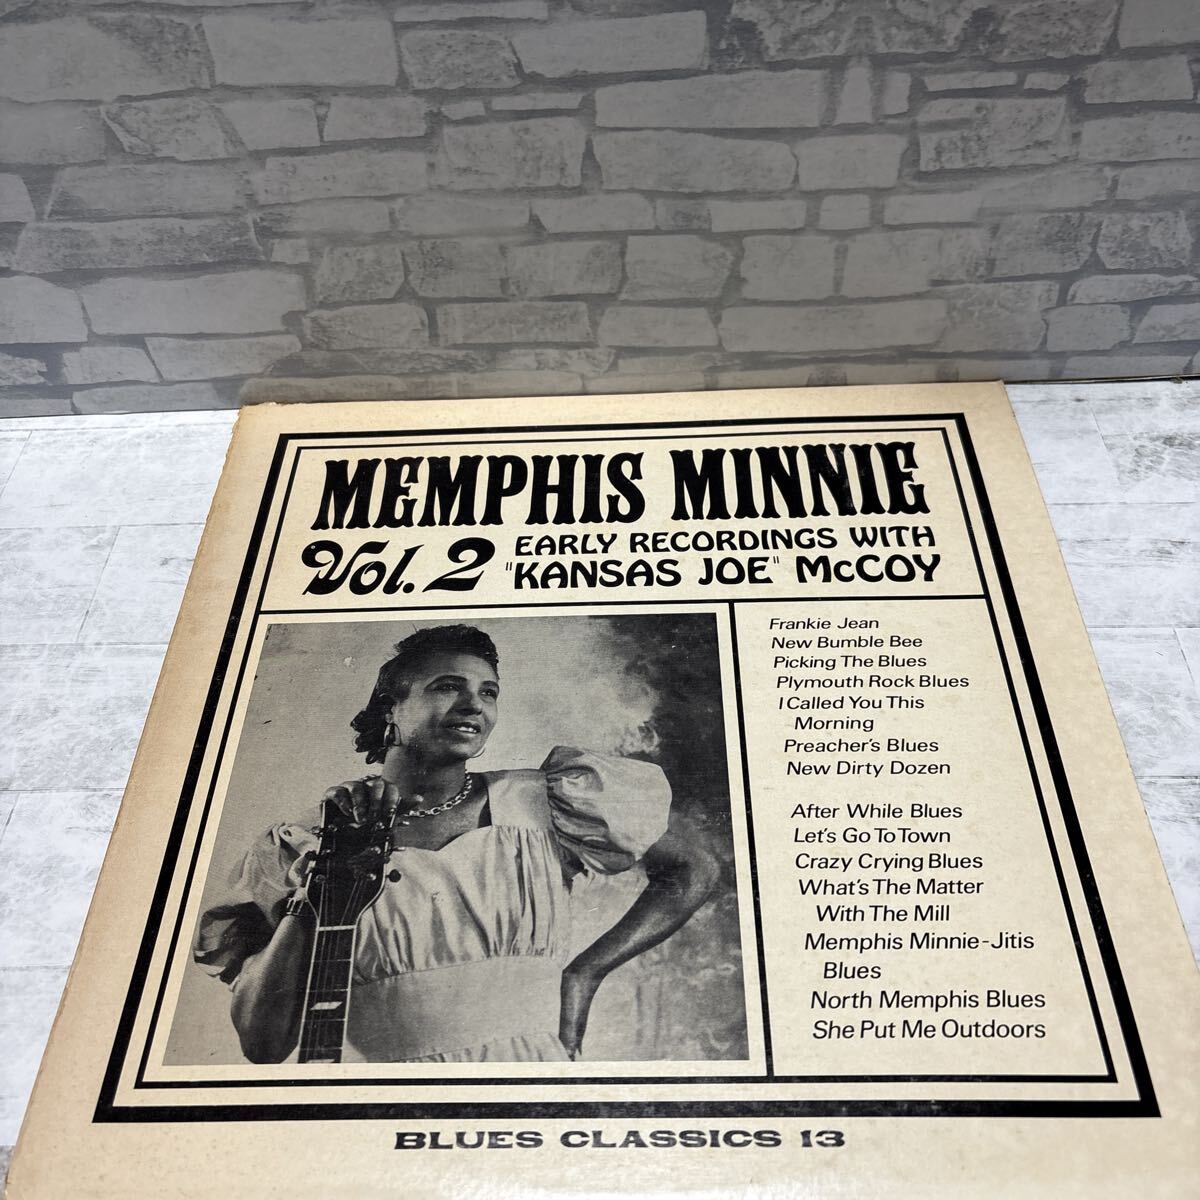 MEMPHIS MINNIE
Vol. 2
EARLY RECORDINGS WITH
"KANSAS JOE" McCOY
Frankie Jean
New Bumble Bee
Picking The Blues
Plymouth Rock Blues
I Called You This
Morning
Preacher's Blues
New Dirty Dozen
After While Blues
Let's Go To Town
Crazy Crying Blues
What's The Matter
With The Mill
Memphis Minnie-Jitis
Blues
North Memphis Blues
She Put Me Outdoors
BLUES CLASSICS 13